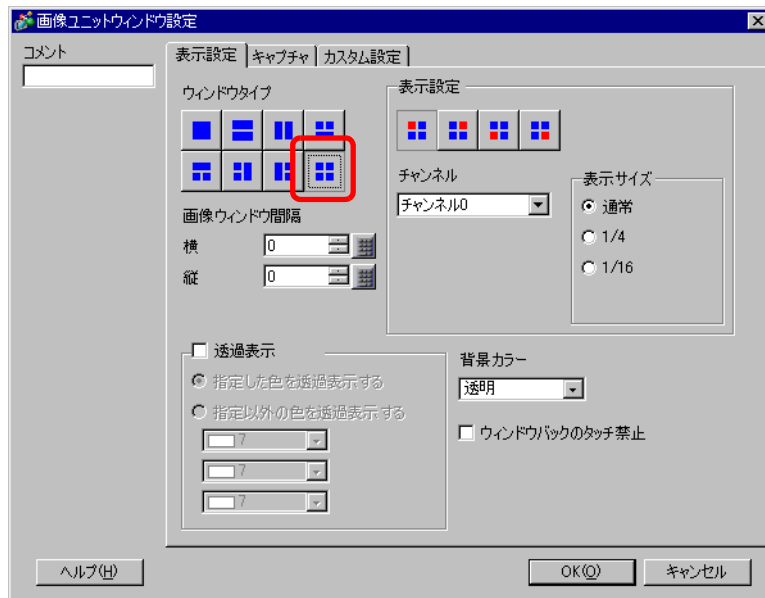 画像ユニットウィンドウ設定
コメント
表示設定
キャプチャ
カスタム設定
ウィンドウタイプ
画像ウィンドウ間隔
横
0
縦
0
表示設定
チャンネル
チャンネル0
表示サイズ
通常
1/4
1/16
透過表示
指定した色を透過表示する
指定以外の色を透過表示する
7
7
7
背景カラー
透明
ウィンドウバックのタッチ禁止
ヘルプ(H)
OK(O)
キャンセル